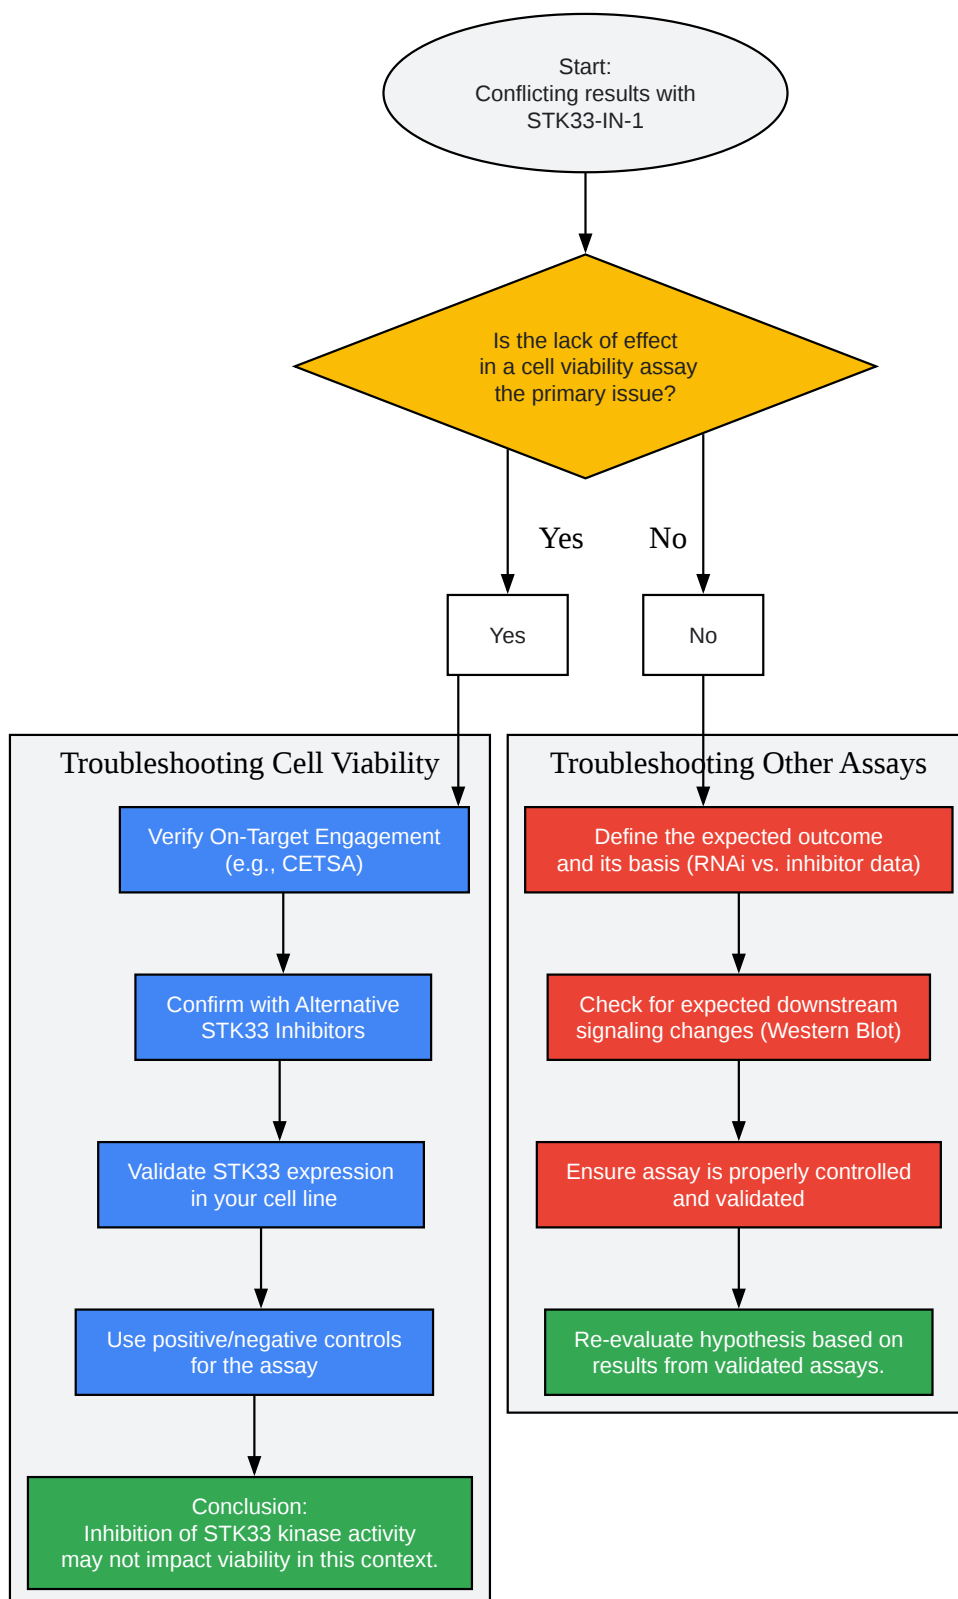 Start:
Conflicting results with
STK33-IN-1
Is the lack of effect
in a cell viability assay
the primary issue?
Yes
No
Yes
No
Troubleshooting Cell Viability
Verify On-Target Engagement
(e.g., CETSA)
Confirm with Alternative
STK33 Inhibitors
Validate STK33 expression
in your cell line
Use positive/negative controls
for the assay
Conclusion:
Inhibition of STK33 kinase activity
may not impact viability in this context.
Troubleshooting Other Assays
Define the expected outcome
and its basis (RNAi vs. inhibitor data)
Check for expected downstream
signaling changes (Western Blot)
Ensure assay is properly controlled
and validated
Re-evaluate hypothesis based on
results from validated assays.